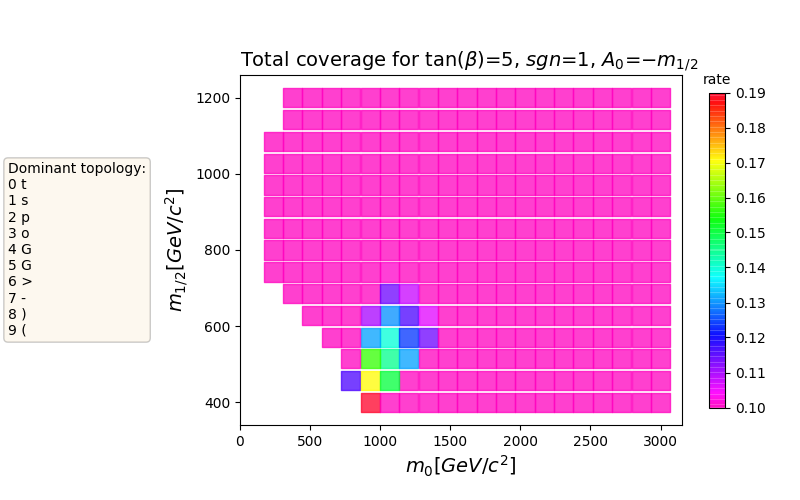 Total coverage for tan(β)=5, sgn=1, A₀=−m₁/₂
rate
Dominant topology:
0 t
1 s
2 p
3 o
4 G
5 G
6 >
7 -
8 )
9 (
m₁/₂[GeV/c²]
1200
1000
800
600
400
0 500 1000 1500 2000 2500 3000
m₀[GeV/c²]
0.19
0.18
0.17
0.16
0.15
0.14
0.13
0.12
0.11
0.10